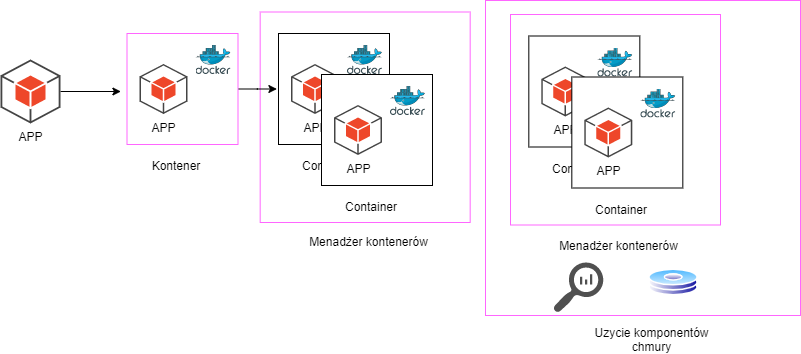 APP
docker
APP
Kontener
docker
APP
Con
docker
APP
Container
Menadżer kontenerów
docker
APP
Con
docker
APP
Container
Menadżer kontenerów
Uzycie komponentów
chmury